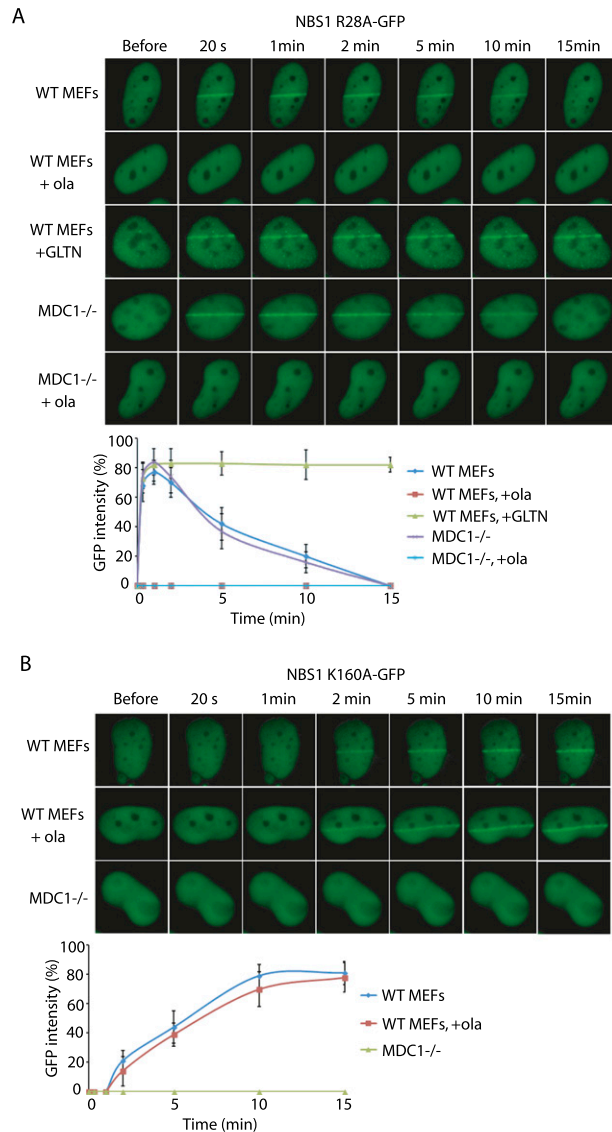 A
NBS1 R28A-GFP
Before 20 s 1min 2 min 5 min 10 min 15min
WT MEFs
WT MEFs
+ ola
WT MEFs
+GLTN
MDC1-/-
MDC1-/-
+ ola
GFP intensity (%)
100
80
60
40
20
0
0 5 10 15
Time (min)
WT MEFs
WT MEFs, +ola
WT MEFs, +GLTN
MDC1-/-
MDC1-/-, +ola
B
NBS1 K160A-GFP
Before 20 s 1min 2 min 5 min 10 min 15min
WT MEFs
WT MEFs
+ ola
MDC1-/-
GFP intensity (%)
100
80
60
40
20
0
0 5 10 15
Time (min)
WT MEFs
WT MEFs, +ola
MDC1-/-